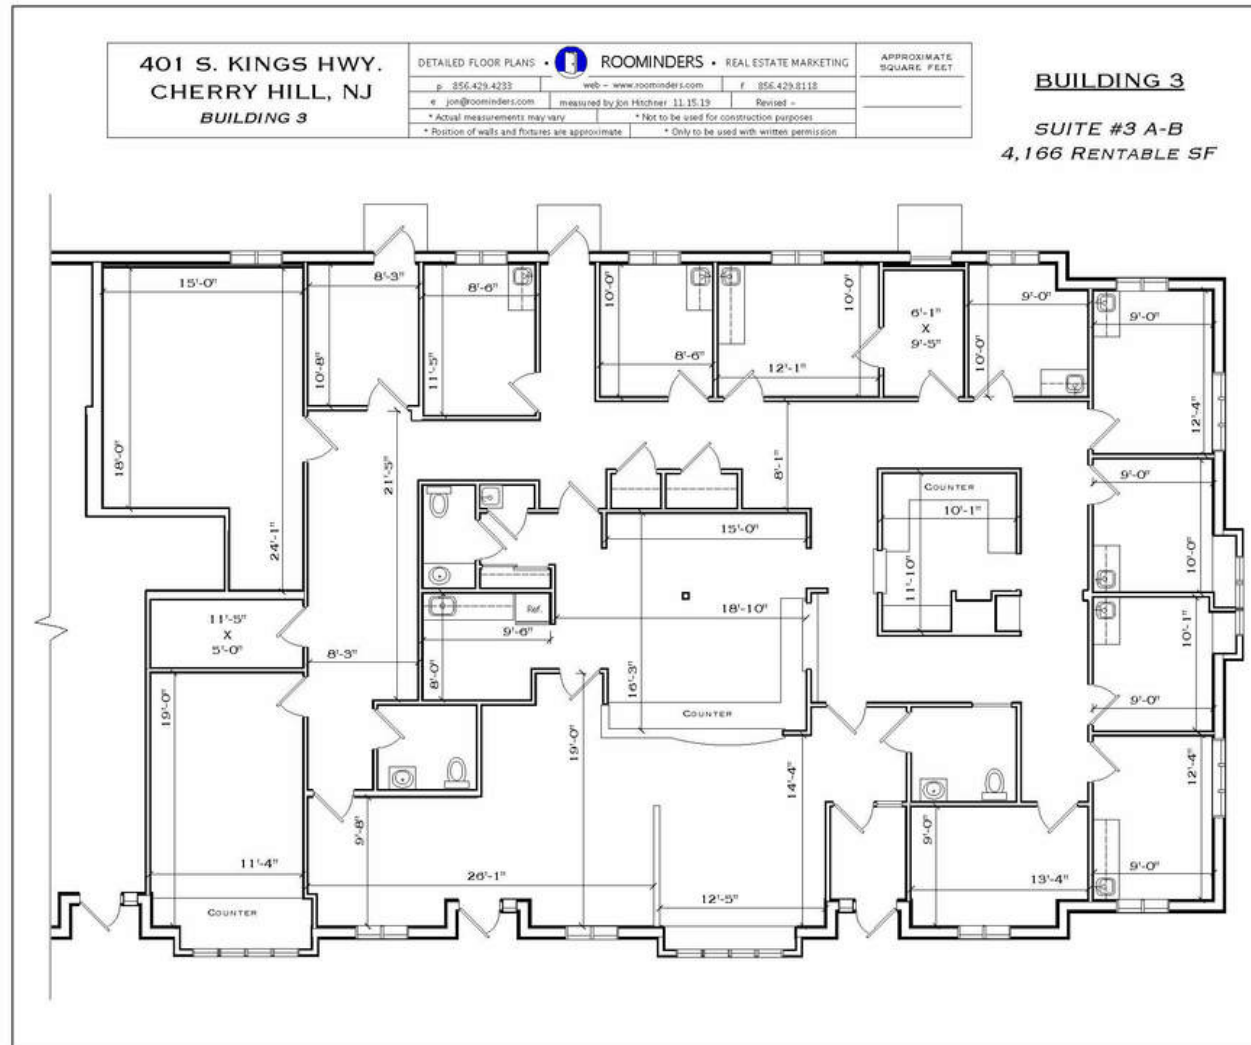 401 S. KINGS HWY.
CHERRY HILL, NJ
BUILDING 3
DETAILED FLOOR PLANS • ROOMINDERS • REAL ESTATE MARKETING
p 856.429.4233 web - www.roominders.com f 856.429.8118
e jon@roominders.com measured by Jon Hitchner 11.15.19 Revised -
* Actual measurements may vary * Not to be used for construction purposes
* Position of walls and fixtures are approximate * Only to be used with written permission
APPROXIMATE
SQUARE FEET
BUILDING 3
SUITE #3 A-B
4,166 RENTABLE SF
15'-0"
8'-3"
8'-6"
10'-0"
10'-0"
9'-0"
9'-0"
6'-1"
X
9'-5"
10'-8"
11'-5"
8'-6"
12'-1"
10'-0"
12'-4"
18'-0"
21'-5"
8'-1"
9'-0"
COUNTER
10'-1"
15'-0"
24'-1"
11'-10"
10'-0"
Ref.
18'-10"
11'-5"
X
5'-0"
9'-6"
10'-1"
8'-3"
8'-0"
16'-3"
19'-0"
COUNTER
9'-0"
19'-0"
14'-4"
12'-4"
9'-8"
9'-0"
11'-4"
26'-1"
12'-5"
13'-4"
9'-0"
COUNTER